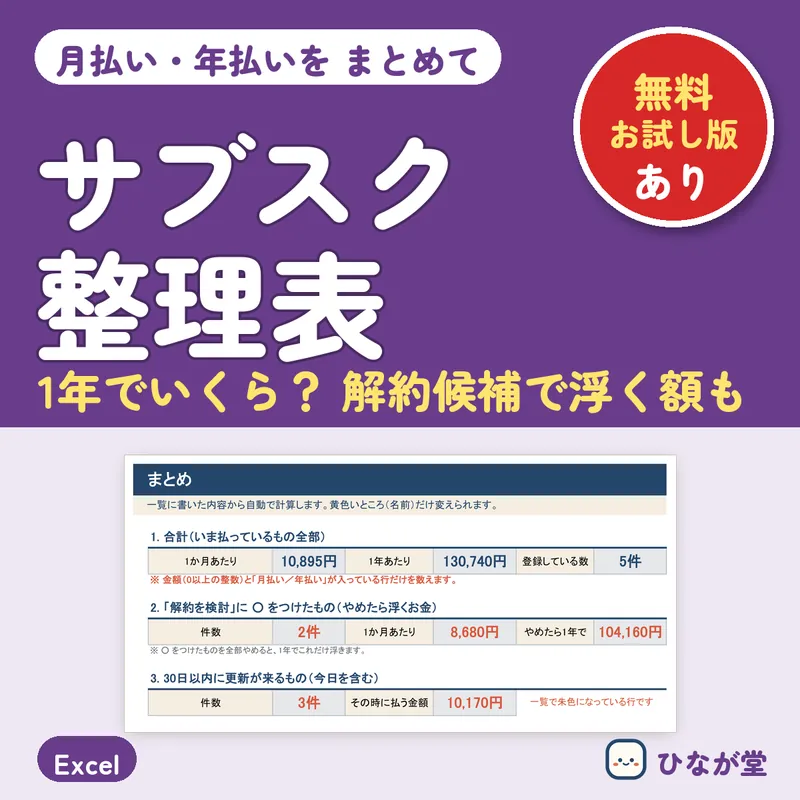 月払い・年払いを まとめて
無料
お試し版
あり
サブスク
整理表
1年でいくら？ 解約候補で浮く額も
まとめ
一覧に書いた内容から自動で計算します。黄色いところ（名前）だけ変えられます。
1. 合計（いま払っているもの全部）
1か月あたり 10,895円 1年あたり 130,740円 登録している数 5件
※ 金額（0以上の整数）と「月払い／年払い」が入っている行だけを数えます。
2. 「解約を検討」に 〇 をつけたもの（やめたら浮くお金）
件数 2件 1か月あたり 8,680円 やめたら1年で 104,160円
※ 〇 をつけたものを全部やめると、1年でこれだけ浮きます。
3. 30日以内に更新が来るもの（今日を含む）
件数 3件 その時に払う金額 10,170円 一覧で朱色になっている行です
Excel
ひなが堂